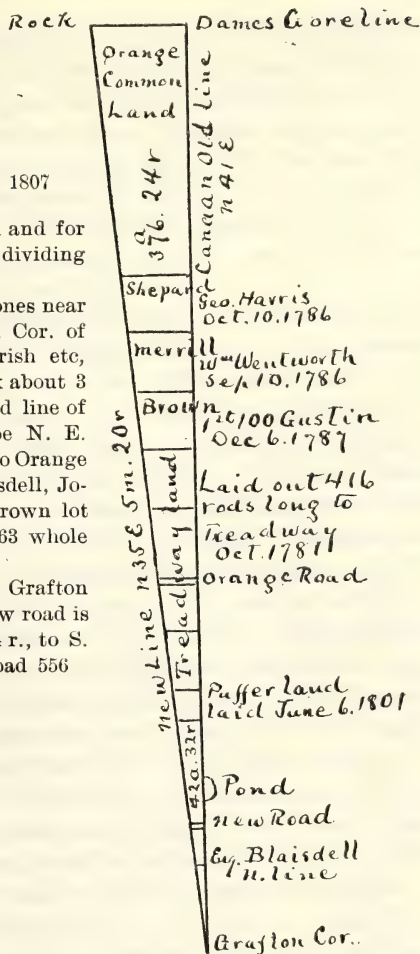 Rock Dames Goreline
Orange
Common
Land
a
376. 24r
Canaan Old Line
n 41 E
1807
and for
dividing
ones near
Cor. of
rish etc,
about 3
d line of
e N. E.
o Orange
sdell, Jo-
rown lot
63 whole
Grafton
w road is
r., to S.
oad 556
Shepard
Geo. Harris
Oct. 10. 1786
Merrill
Wm Wentworth
Sep 10. 1786
Brown
1st 100 Gustin
Dec 6. 1787
new Line n 35 E 5m. 20r
Treadway land
Laid out 416
rods long to
Treadway
Oct. 1781
Orange Road
Puffer land
laid June 6. 1801
42a. 32r
Pond
new Road
Esq. Blaisdell
n. line
Grafton Cor..